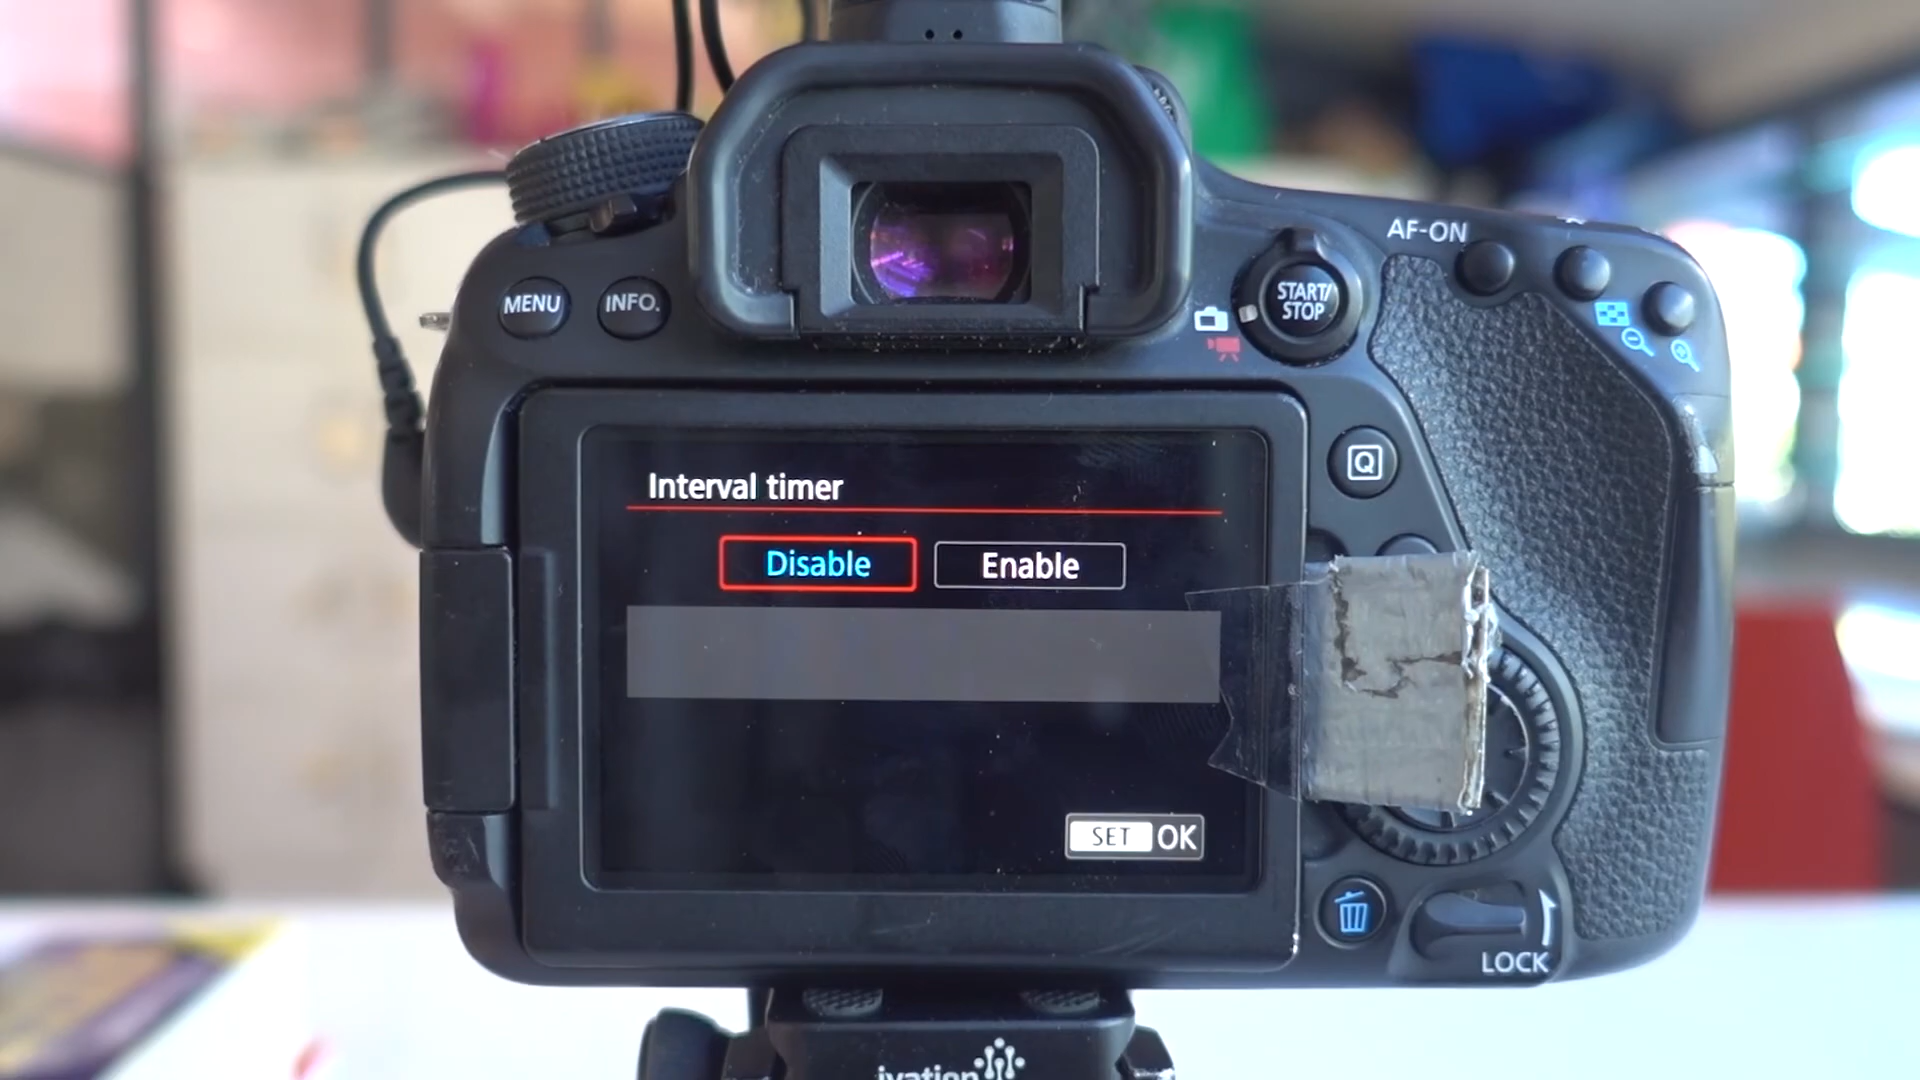 AF-ON
MENU
INFO.
START/
STOP
Q
Interval timer
Disable
Enable
SET OK
LOCK
ivation